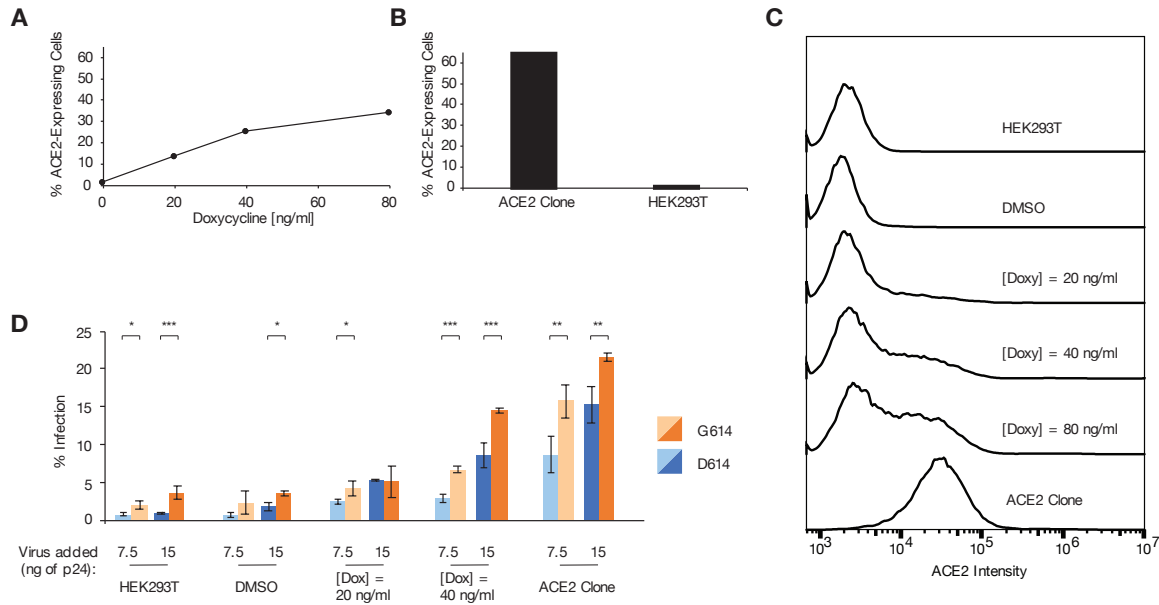 A
% ACE2-Expressing Cells
60
50
40
30
20
10
0
0
20
40
60
80
Doxycycline [ng/ml]
B
% ACE2-Expressing Cells
60
50
40
30
20
10
0
ACE2 Clone
HEK293T
C
HEK293T
DMSO
[Doxy] = 20 ng/ml
[Doxy] = 40 ng/ml
[Doxy] = 80 ng/ml
ACE2 Clone
10³
10⁴
10⁵
10⁶
10⁷
ACE2 Intensity
D
% Infection
25
20
15
10
5
0
*
***
*
*
***
***
**
**
G614
D614
Virus added
(ng of p24):
7.5 15 7.5 15 7.5 15 7.5 15 7.5 15
HEK293T
DMSO
[Dox] =
20 ng/ml
[Dox] =
40 ng/ml
ACE2 Clone